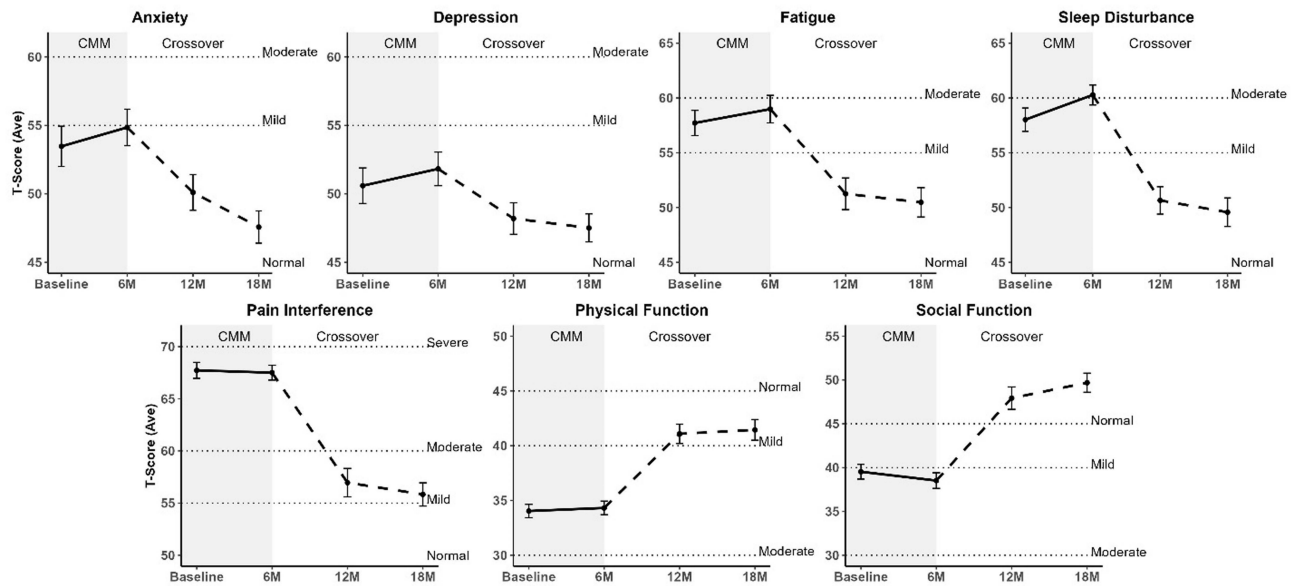 Anxiety
CMM
Crossover
Moderate
Mild
Normal
60
55
50
45
T-Score (Ave)
Baseline
6M
12M
18M
Depression
CMM
Crossover
Moderate
Mild
Normal
60
55
50
45
Baseline
6M
12M
18M
Fatigue
CMM
Crossover
Moderate
Mild
Normal
65
60
55
50
45
Baseline
6M
12M
18M
Sleep Disturbance
CMM
Crossover
Moderate
Mild
Normal
65
60
55
50
45
Baseline
6M
12M
18M
Pain Interference
CMM
Crossover
Severe
Moderate
Mild
Normal
70
65
60
55
50
T-Score (Ave)
Baseline
6M
12M
18M
Physical Function
CMM
Crossover
Normal
Mild
Moderate
50
45
40
35
30
Baseline
6M
12M
18M
Social Function
CMM
Crossover
Normal
Mild
Moderate
55
50
45
40
35
30
Baseline
6M
12M
18M